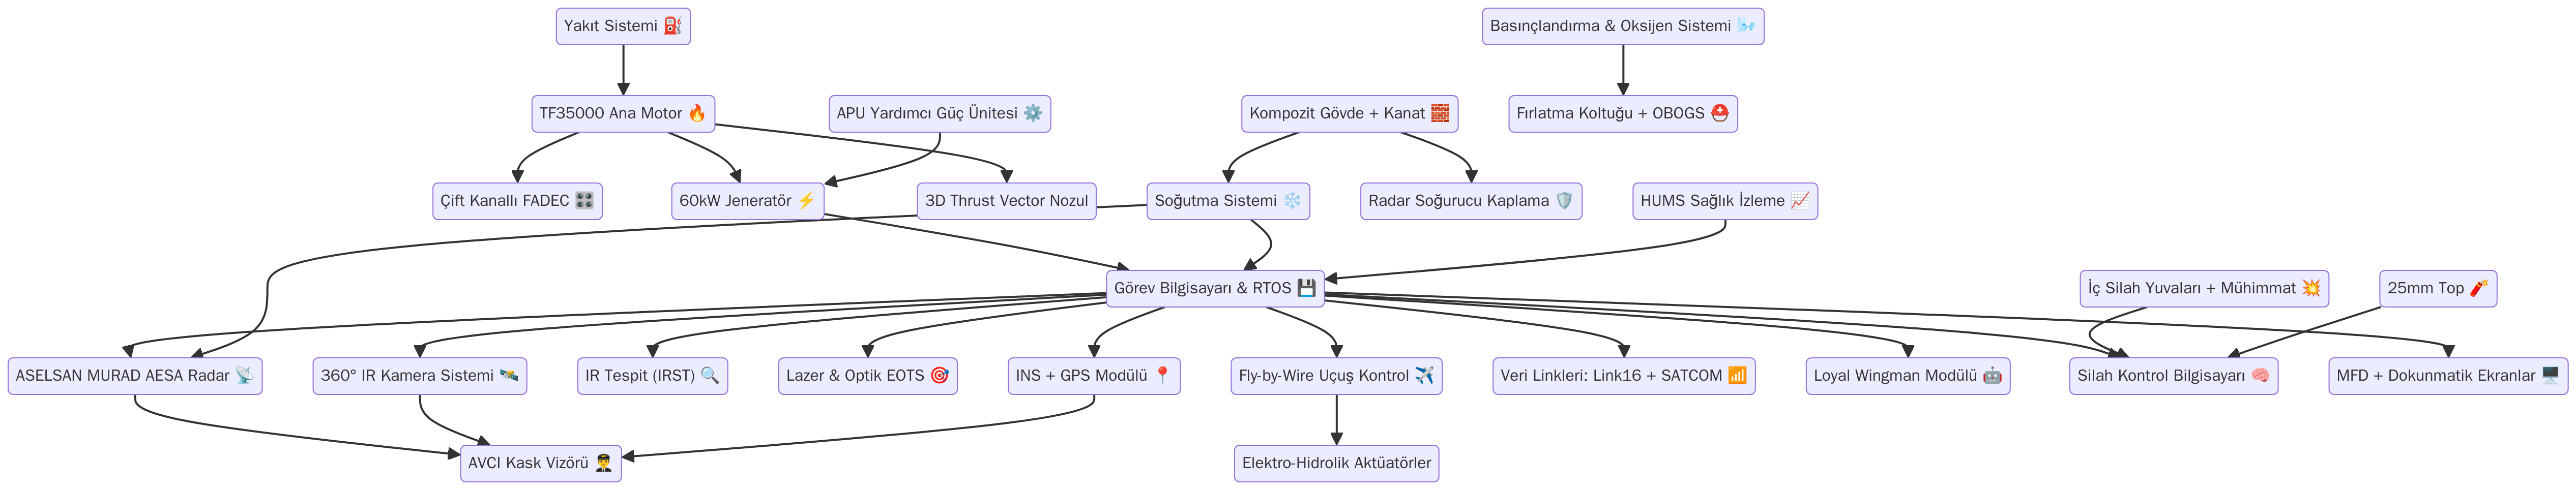 Yakıt Sistemi ⛽
Basınçlandırma & Oksijen Sistemi 🌬️
TF35000 Ana Motor 🔥
APU Yardımcı Güç Ünitesi ⚙️
Kompozit Gövde + Kanat 🧱
Fırlatma Koltuğu + OBOGS ⛑️
Çift Kanallı FADEC 🎛️
60kW Jeneratör ⚡
3D Thrust Vector Nozul
Soğutma Sistemi ❄️
Radar Soğurucu Kaplama 🛡️
HUMS Sağlık İzleme 📈
Görev Bilgisayarı & RTOS 💾
İç Silah Yuvaları + Mühimmat 💥
25mm Top 🧨
ASELSAN MURAD AESA Radar 📡
360° IR Kamera Sistemi 🛰️
IR Tespit (IRST) 🔍
Lazer & Optik EOTS 🎯
INS + GPS Modülü 📍
Fly-by-Wire Uçuş Kontrol ✈️
Veri Linkleri: Link16 + SATCOM 📶
Loyal Wingman Modülü 🤖
Silah Kontrol Bilgisayarı 🧠
MFD + Dokunmatik Ekranlar 🖥️
AVCI Kask Vizörü 👨‍✈️
Elektro-Hidrolik Aktüatörler